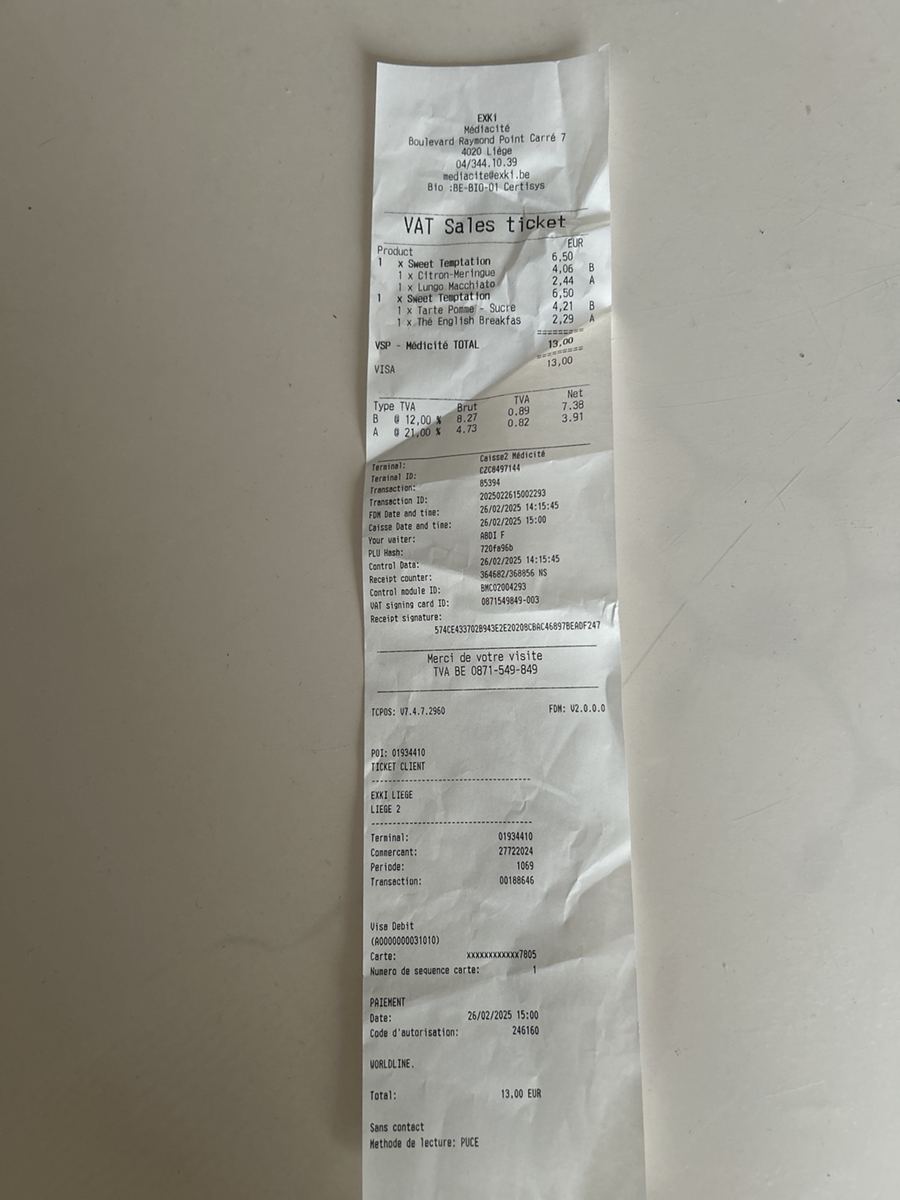 EXKi
Médiacité
Boulevard Raymond Point Carré 7
4020 Liége
04/344.10.39
mediacite@exki.be
Bio :BE-BIO-01 Certisys
VAT Sales ticket
Product EUR
1 x Sweet Temptation 6,50
1 x Citron-Meringue 4,06 B
1 x Lungo Macchiato 2,44 A
1 x Sweet Temptation 6,50
1 x Tarte Pomme - Sucre 4,21 B
1 x Thé English Breakfas 2,29 A
=========
VSP - Médicité TOTAL 13,00
=========
VISA 13,00
Type TVA Brut TVA Net
B @ 12,00 % 8.27 0.89 7.38
A @ 21,00 % 4.73 0.82 3.91
Terminal: Caisse2 Médicité
Terminal ID: CZC8497144
Transaction: 85394
Transaction ID: 2025022615002293
FDM Date and time: 26/02/2025 14:15:45
Caisse Date and time: 26/02/2025 15:00
Your waiter: ABDI F
PLU Hash: 720fa96b
Control Data: 26/02/2025 14:15:45
Receipt counter: 364682/368856 NS
Control module ID: BMC02004293
VAT signing card ID: 0871549849-003
Receipt signature:
574CE433702B943E2E20208CBAC46897BEADF247
Merci de votre visite
TVA BE 0871-549-849
TCPOS: V7.4.7.2960 FDM: V2.0.0.0
POI: 01934410
TICKET CLIENT
--------------------------------
EXKI LIEGE
LIEGE 2
--------------------------------
Terminal: 01934410
Commercant: 27722024
Periode: 1069
Transaction: 00188646
Visa Debit
(A0000000031010)
Carte: xxxxxxxxxxxx7805
Numero de sequence carte: 1
PAIEMENT
Date: 26/02/2025 15:00
Code d'autorisation: 246160
WORLDLINE.
Total: 13.00 EUR
Sans contact
Methode de lecture: PUCE